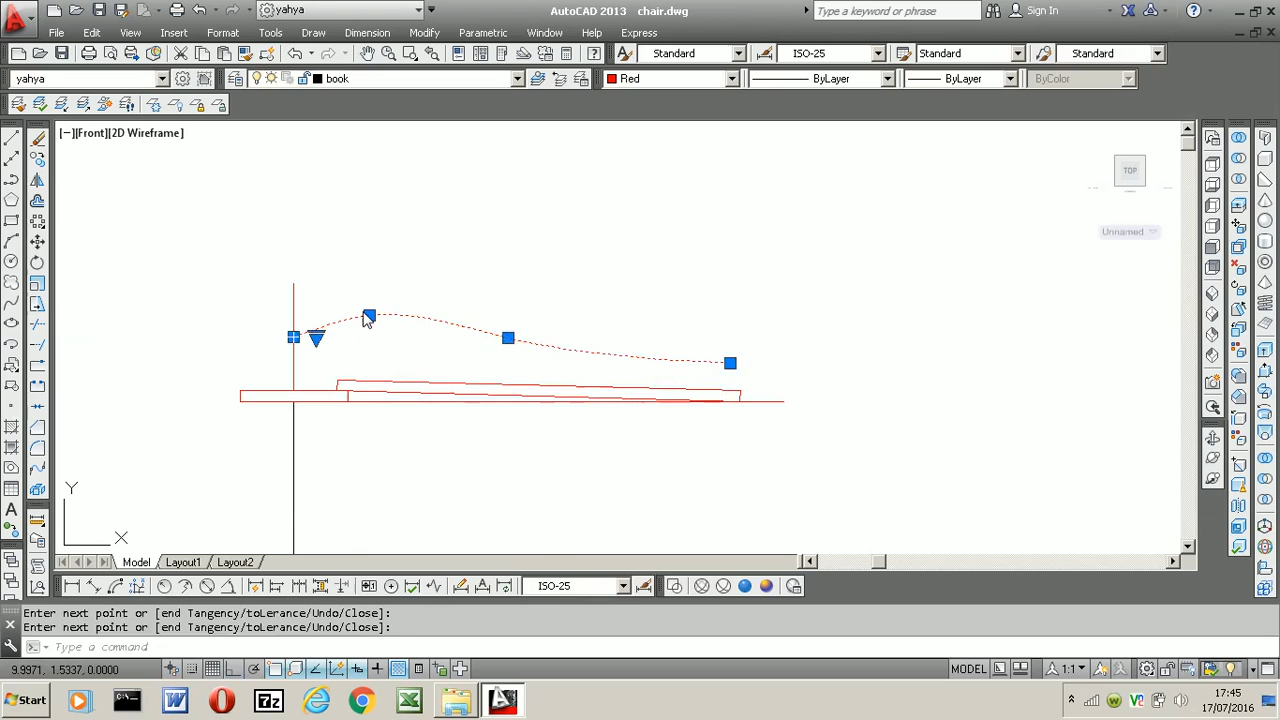 yahya
AutoCAD 2013 chair.dwg
Type a keyword or phrase
Sign In
File Edit View Insert Format Tools Draw Dimension Modify Parametric Window Help Express
Standard
ISO-25
Standard
Standard
yahya
book
Red
ByLayer
ByLayer
ByColor
[−][Front][2D Wireframe]
TOP
Unnamed
Y
X
Model Layout1 Layout2
ISO-25
Enter next point or [end Tangency/toLerance/Undo/Close]:
Enter next point or [end Tangency/toLerance/Undo/Close]:
Type a command
9.9971, 1.5337, 0.0000
MODEL
1:1
Start
17:45
17/07/2016